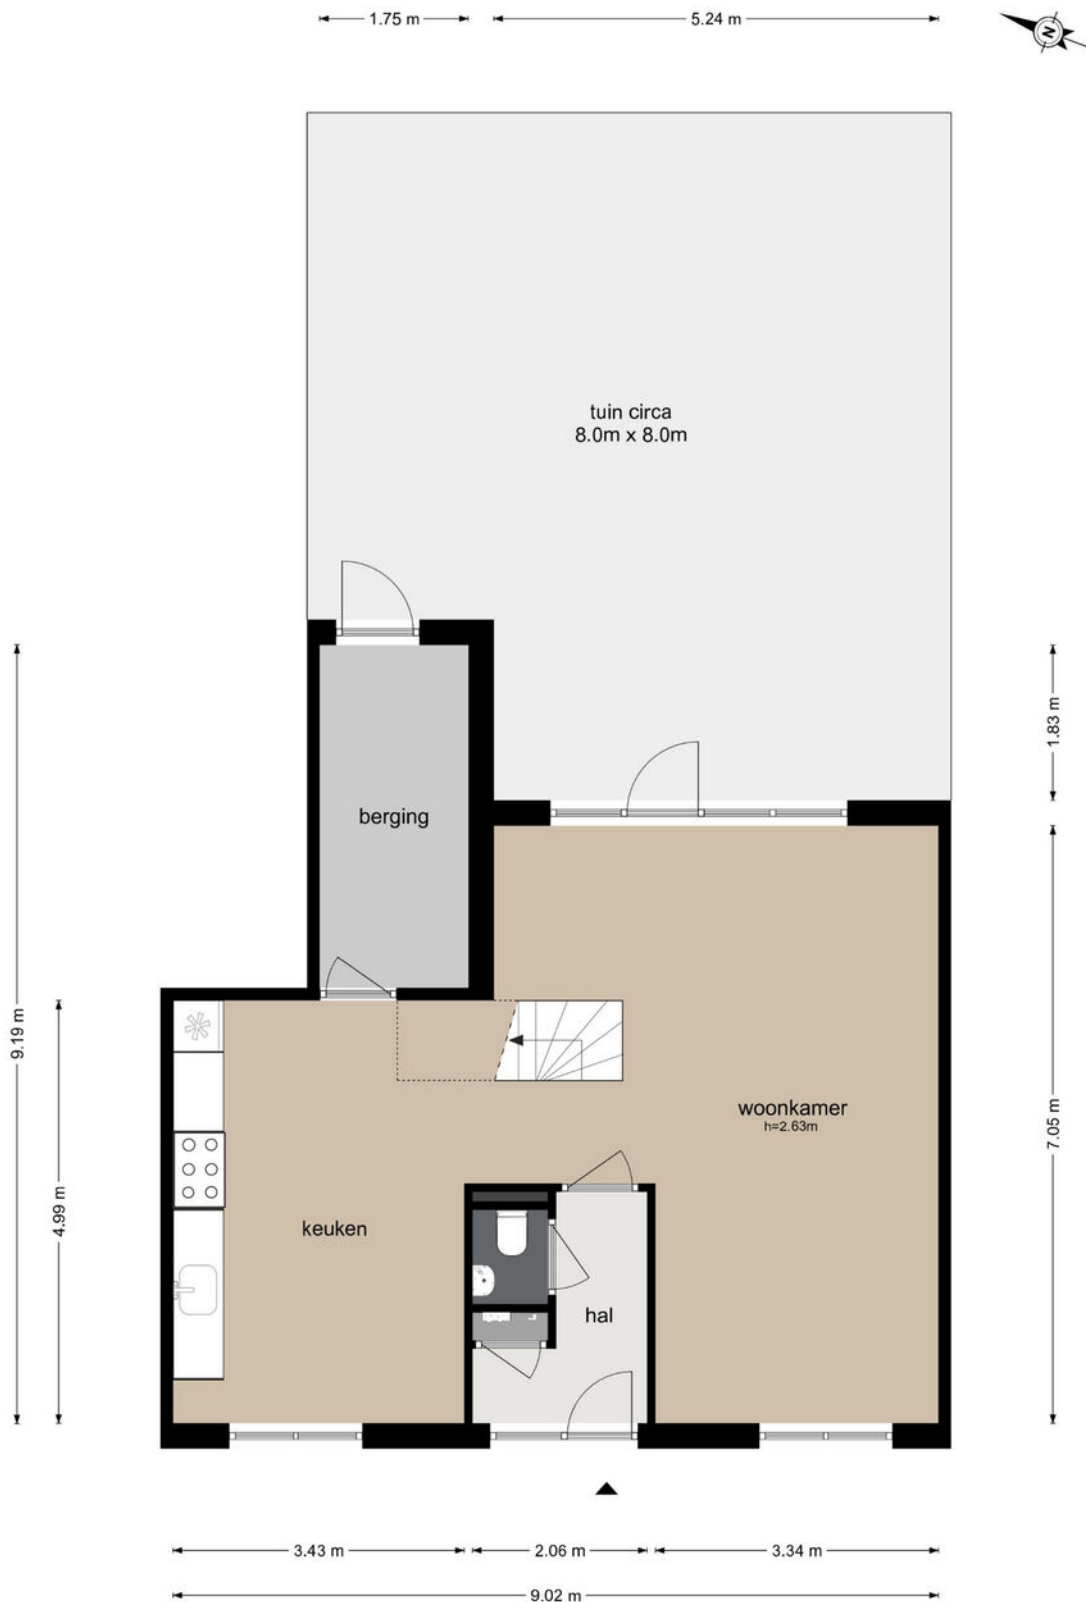 1.75 m
5.24 m
N
tuin circa
8.0m x 8.0m
1.83 m
berging
9.19 m
woonkamer
h=2.63m
7.05 m
4.99 m
keuken
hal
3.43 m
2.06 m
3.34 m
9.02 m